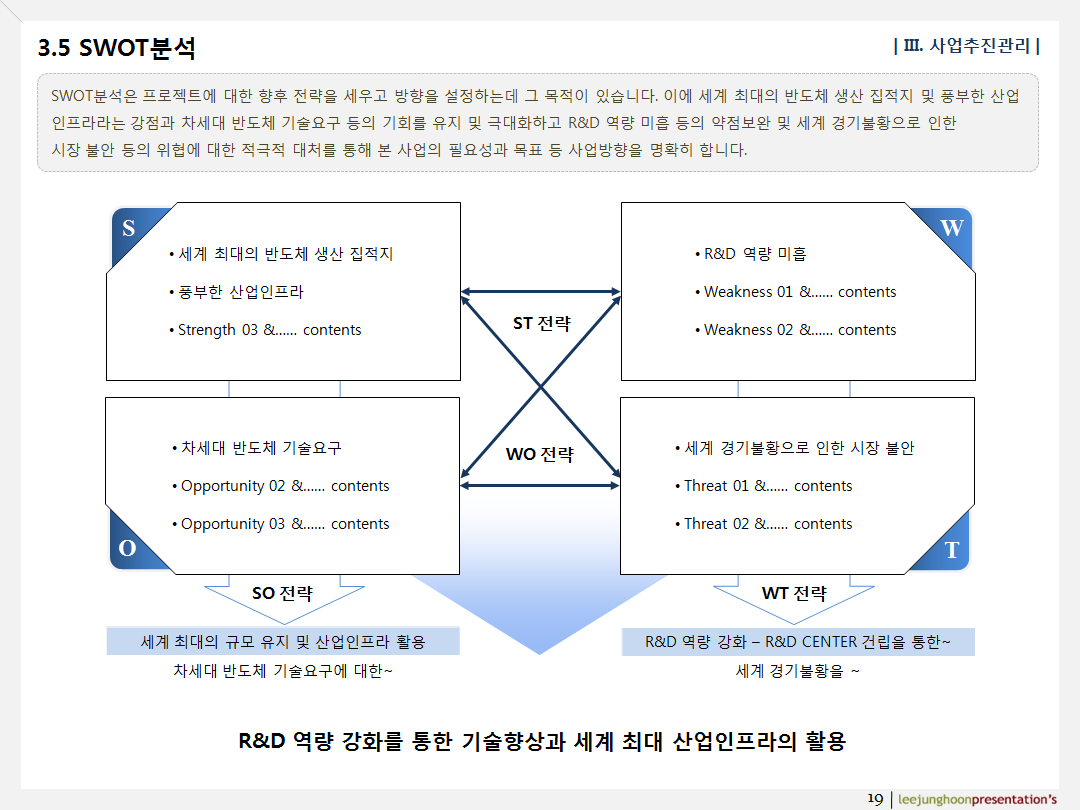 3.5 SWOT분석
| Ⅲ. 사업추진관리 |
SWOT분석은 프로젝트에 대한 향후 전략을 세우고 방향을 설정하는데 그 목적이 있습니다. 이에 세계 최대의 반도체 생산 집적지 및 풍부한 산업
인프라라는 강점과 차세대 반도체 기술요구 등의 기회를 유지 및 극대화하고 R&D 역량 미흡 등의 약점보완 및 세계 경기불황으로 인한
시장 불안 등의 위협에 대한 적극적 대처를 통해 본 사업의 필요성과 목표 등 사업방향을 명확히 합니다.
S
• 세계 최대의 반도체 생산 집적지
• 풍부한 산업인프라
• Strength 03 &...... contents
W
• R&D 역량 미흡
• Weakness 01 &...... contents
• Weakness 02 &...... contents
ST 전략
WO 전략
• 차세대 반도체 기술요구
• Opportunity 02 &...... contents
• Opportunity 03 &...... contents
O
• 세계 경기불황으로 인한 시장 불안
• Threat 01 &...... contents
• Threat 02 &...... contents
T
SO 전략
세계 최대의 규모 유지 및 산업인프라 활용
차세대 반도체 기술요구에 대한~
WT 전략
R&D 역량 강화 – R&D CENTER 건립을 통한~
세계 경기불황을 ~
R&D 역량 강화를 통한 기술향상과 세계 최대 산업인프라의 활용
19 | leejunghoonpresentation's